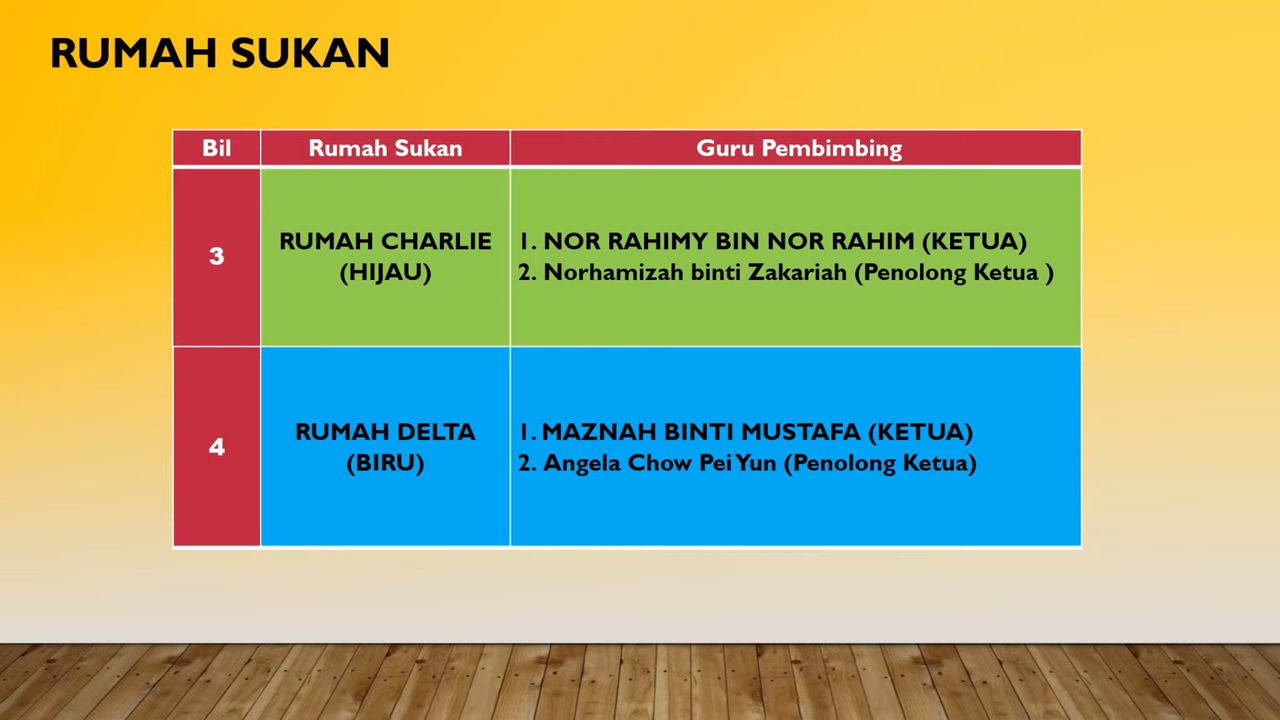 RUMAH SUKAN
Bil
Rumah Sukan
Guru Pembimbing
3
RUMAH CHARLIE
(HIJAU)
1. NOR RAHIMY BIN NOR RAHIM (KETUA)
2. Norhamizah binti Zakariah (Penolong Ketua )
4
RUMAH DELTA
(BIRU)
1. MAZNAH BINTI MUSTAFA (KETUA)
2. Angela Chow Pei Yun (Penolong Ketua)